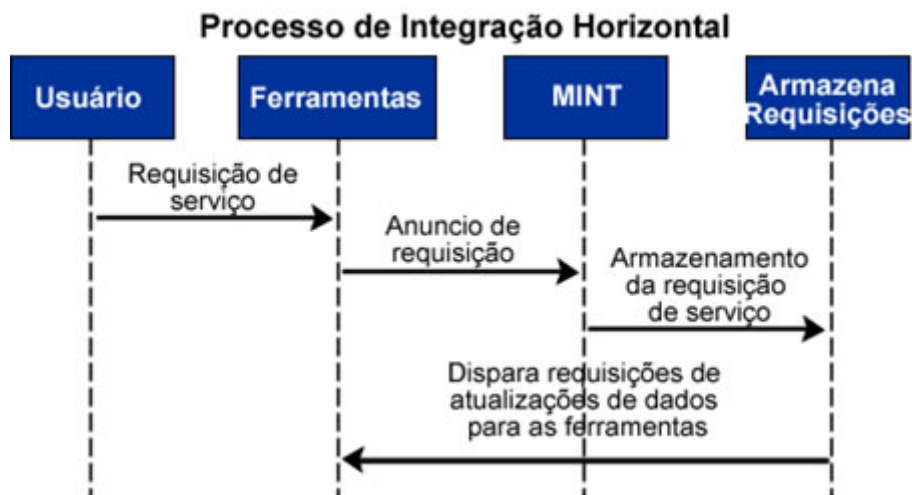 Processo de Integração Horizontal
Usuário
Ferramentas
MINT
Armazena
Requisições
Requisição de
serviço
Anuncio de
requisição
Armazenamento
da requisição
de serviço
Dispara requisições de
atualizações de dados
para as ferramentas